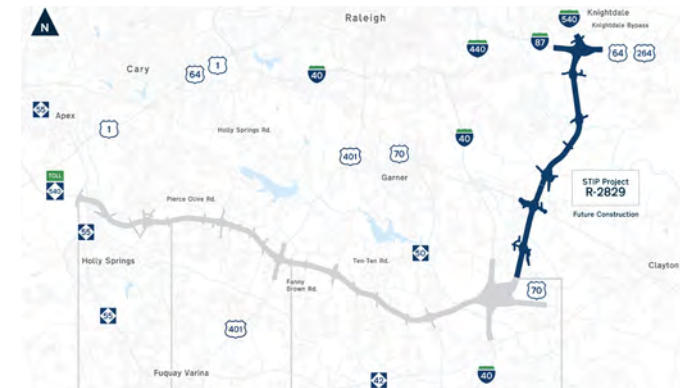 N
Raleigh
Knightdale
540
Knightdale Bypass
440
87
64
264
Cary
64
1
40
55
Apex
1
Holly Springs Rd.
401
70
40
Garner
TOLL
540
STIP Project
R-2829
Future Construction
Pierce Olive Rd.
55
50
Holly Springs
Ten-Ten Rd.
Clayton
Fanny
Brown Rd.
70
55
401
Fuquay Varina
42
40